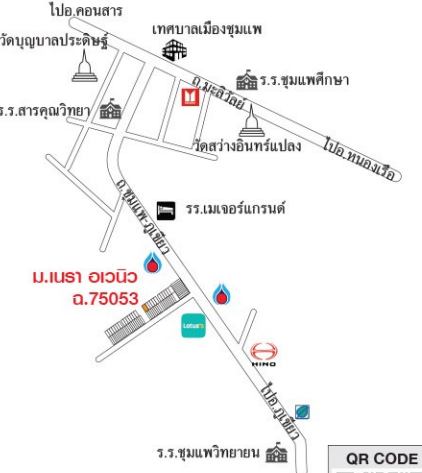 ไปอ.คอนสาร
วัดบุญบาลประดิษฐ์
เทศบาลเมืองชุมแพ
ถ.มะลิวัลย์
ร.ร.ชุมแพศึกษา
ร.ร.สารคุณวิทยา
วัดสว่างอินทร์แปลง
ไปอ.หนองเรือ
ถ.ชุมแพ-ภูเขียว
รร.เมเจอร์แกรนด์
ม.เนรา อเวนิว
ฉ.75053
Lotus's
HINO
ไปอ.ภูเขียว
ร.ร.ชุมแพวิทยายน
QR CODE